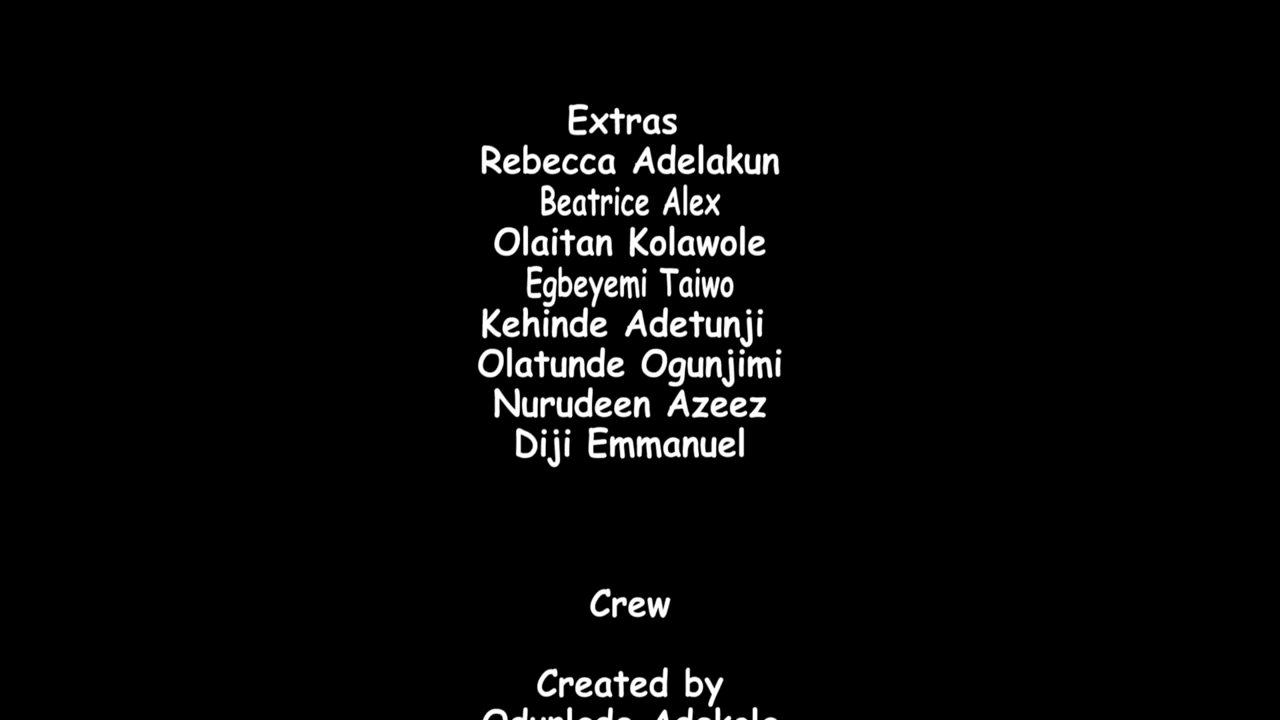 Extras
Rebecca Adelakun
Beatrice Alex
Olaitan Kolawole
Egbeyemi Taiwo
Kehinde Adetunji
Olatunde Ogunjimi
Nurudeen Azeez
Diji Emmanuel
Crew
Created by